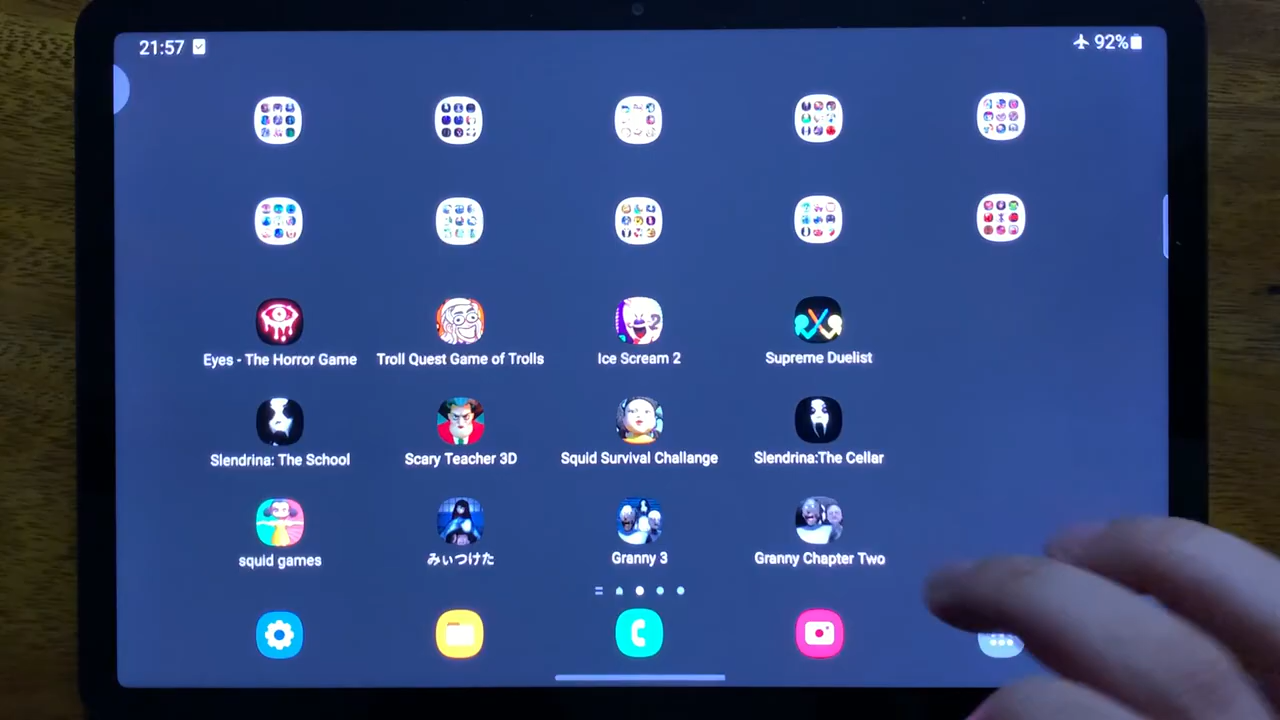 21:57
92%
Eyes - The Horror Game
Troll Quest Game of Trolls
Ice Scream 2
Supreme Duelist
Slendrina: The School
Scary Teacher 3D
Squid Survival Challange
Slendrina:The Cellar
squid games
みぃつけた
Granny 3
Granny Chapter Two